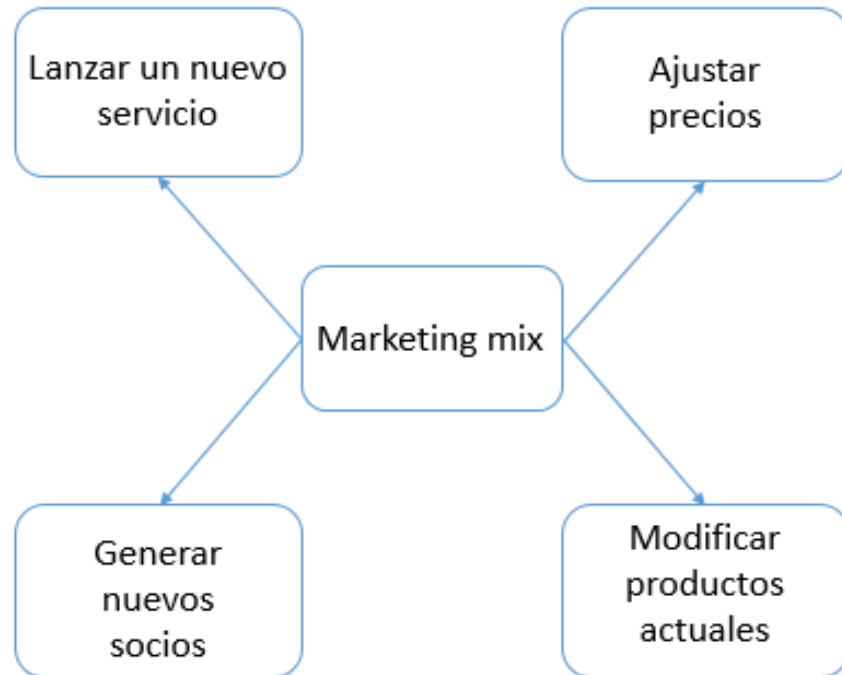 Lanzar un nuevo
servicio
Ajustar
precios
Marketing mix
Generar
nuevos
socios
Modificar
productos
actuales